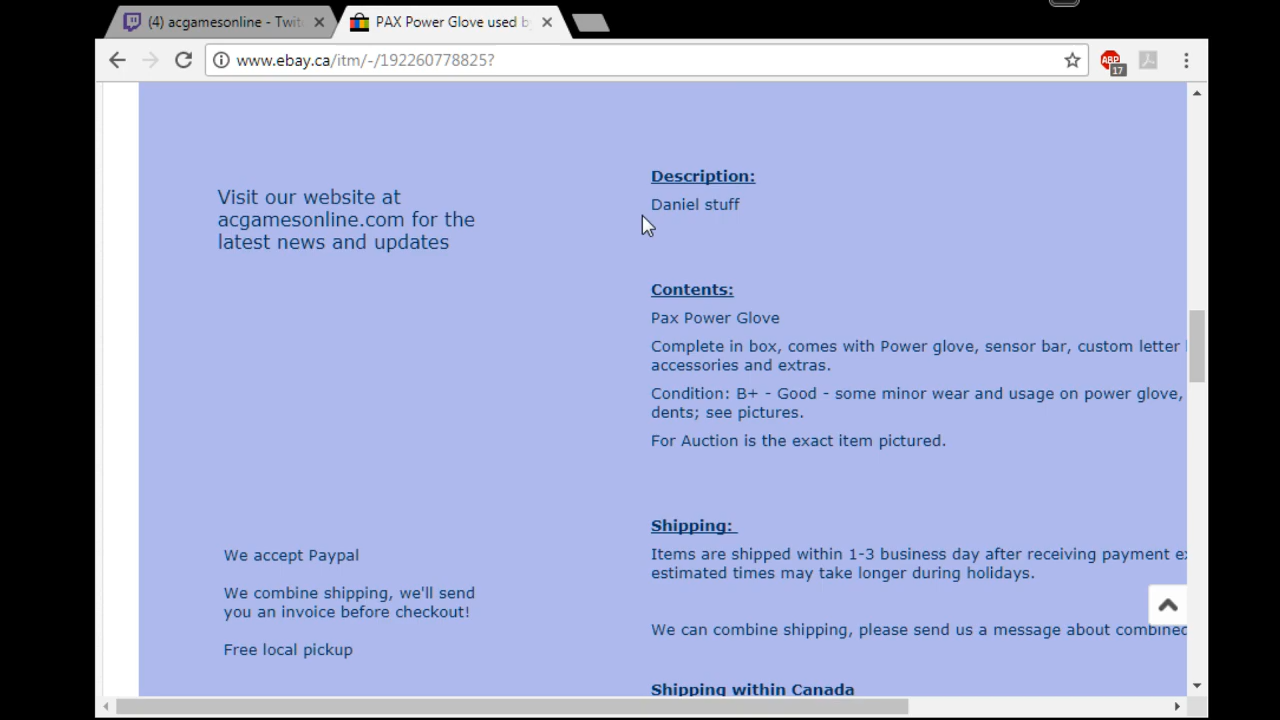 (4) acgamesonline - Twit
PAX Power Glove used b
www.ebay.ca/itm/-/192260778825?
ABP
17
Visit our website at
acgamesonline.com for the
latest news and updates
We accept Paypal
We combine shipping, we'll send
you an invoice before checkout!
Free local pickup
Description:
Daniel stuff
Contents:
Pax Power Glove
Complete in box, comes with Power glove, sensor bar, custom letter
accessories and extras.
Condition: B+ - Good - some minor wear and usage on power glove,
dents; see pictures.
For Auction is the exact item pictured.
Shipping:
Items are shipped within 1-3 business day after receiving payment
estimated times may take longer during holidays.
We can combine shipping, please send us a message about combined
Shipping within Canada